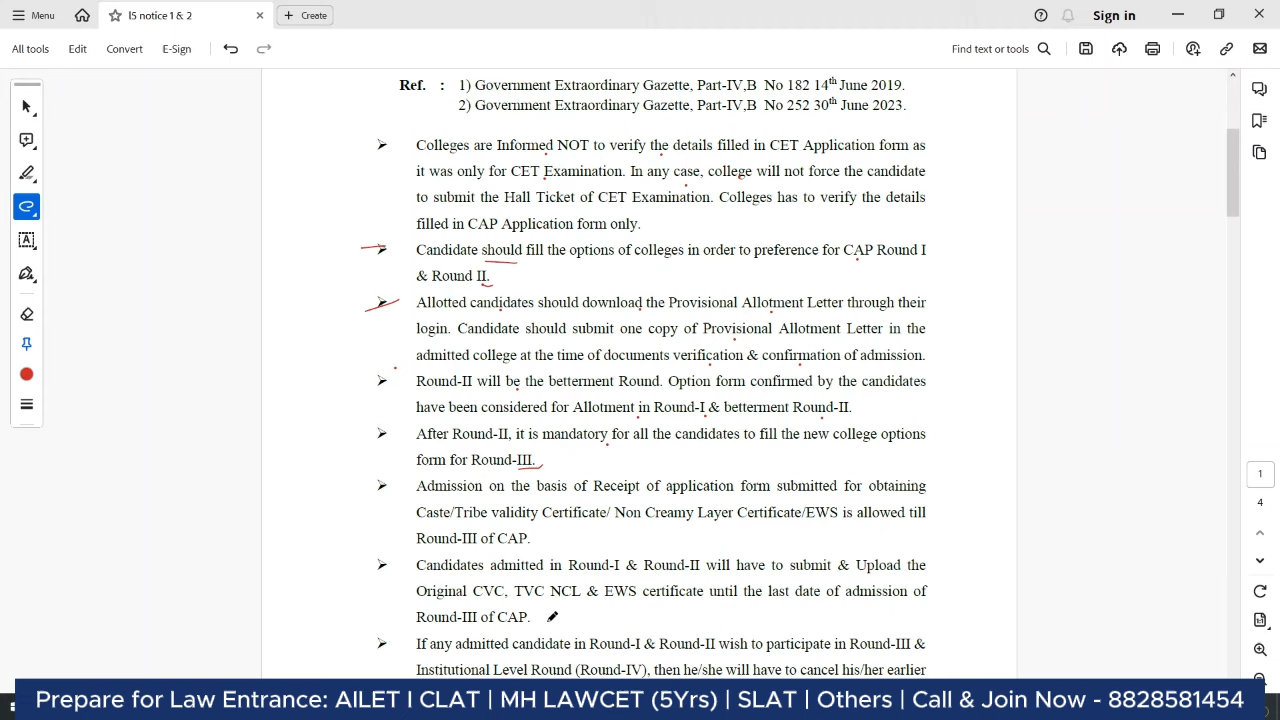 Menu
l5 notice 1 & 2
Create
Sign in
All tools
Edit
Convert
E-Sign
Find text or tools
Ref. : 1) Government Extraordinary Gazette, Part-IV,B No 182 14th June 2019.
2) Government Extraordinary Gazette, Part-IV,B No 252 30th June 2023.
Colleges are Informed NOT to verify the details filled in CET Application form as
it was only for CET Examination. In any case, college will not force the candidate
to submit the Hall Ticket of CET Examination. Colleges has to verify the details
filled in CAP Application form only.
Candidate should fill the options of colleges in order to preference for CAP Round I
& Round II.
Allotted candidates should download the Provisional Allotment Letter through their
login. Candidate should submit one copy of Provisional Allotment Letter in the
admitted college at the time of documents verification & confirmation of admission.
Round-II will be the betterment Round. Option form confirmed by the candidates
have been considered for Allotment in Round-I & betterment Round-II.
After Round-II, it is mandatory for all the candidates to fill the new college options
form for Round-III.
Admission on the basis of Receipt of application form submitted for obtaining
Caste/Tribe validity Certificate/ Non Creamy Layer Certificate/EWS is allowed till
Round-III of CAP.
Candidates admitted in Round-I & Round-II will have to submit & Upload the
Original CVC, TVC NCL & EWS certificate until the last date of admission of
Round-III of CAP.
If any admitted candidate in Round-I & Round-II wish to participate in Round-III &
Institutional Level Round (Round-IV), then he/she will have to cancel his/her earlier
1
4
Prepare for Law Entrance: AILET I CLAT | MH LAWCET (5Yrs) | SLAT | Others | Call & Join Now - 8828581454